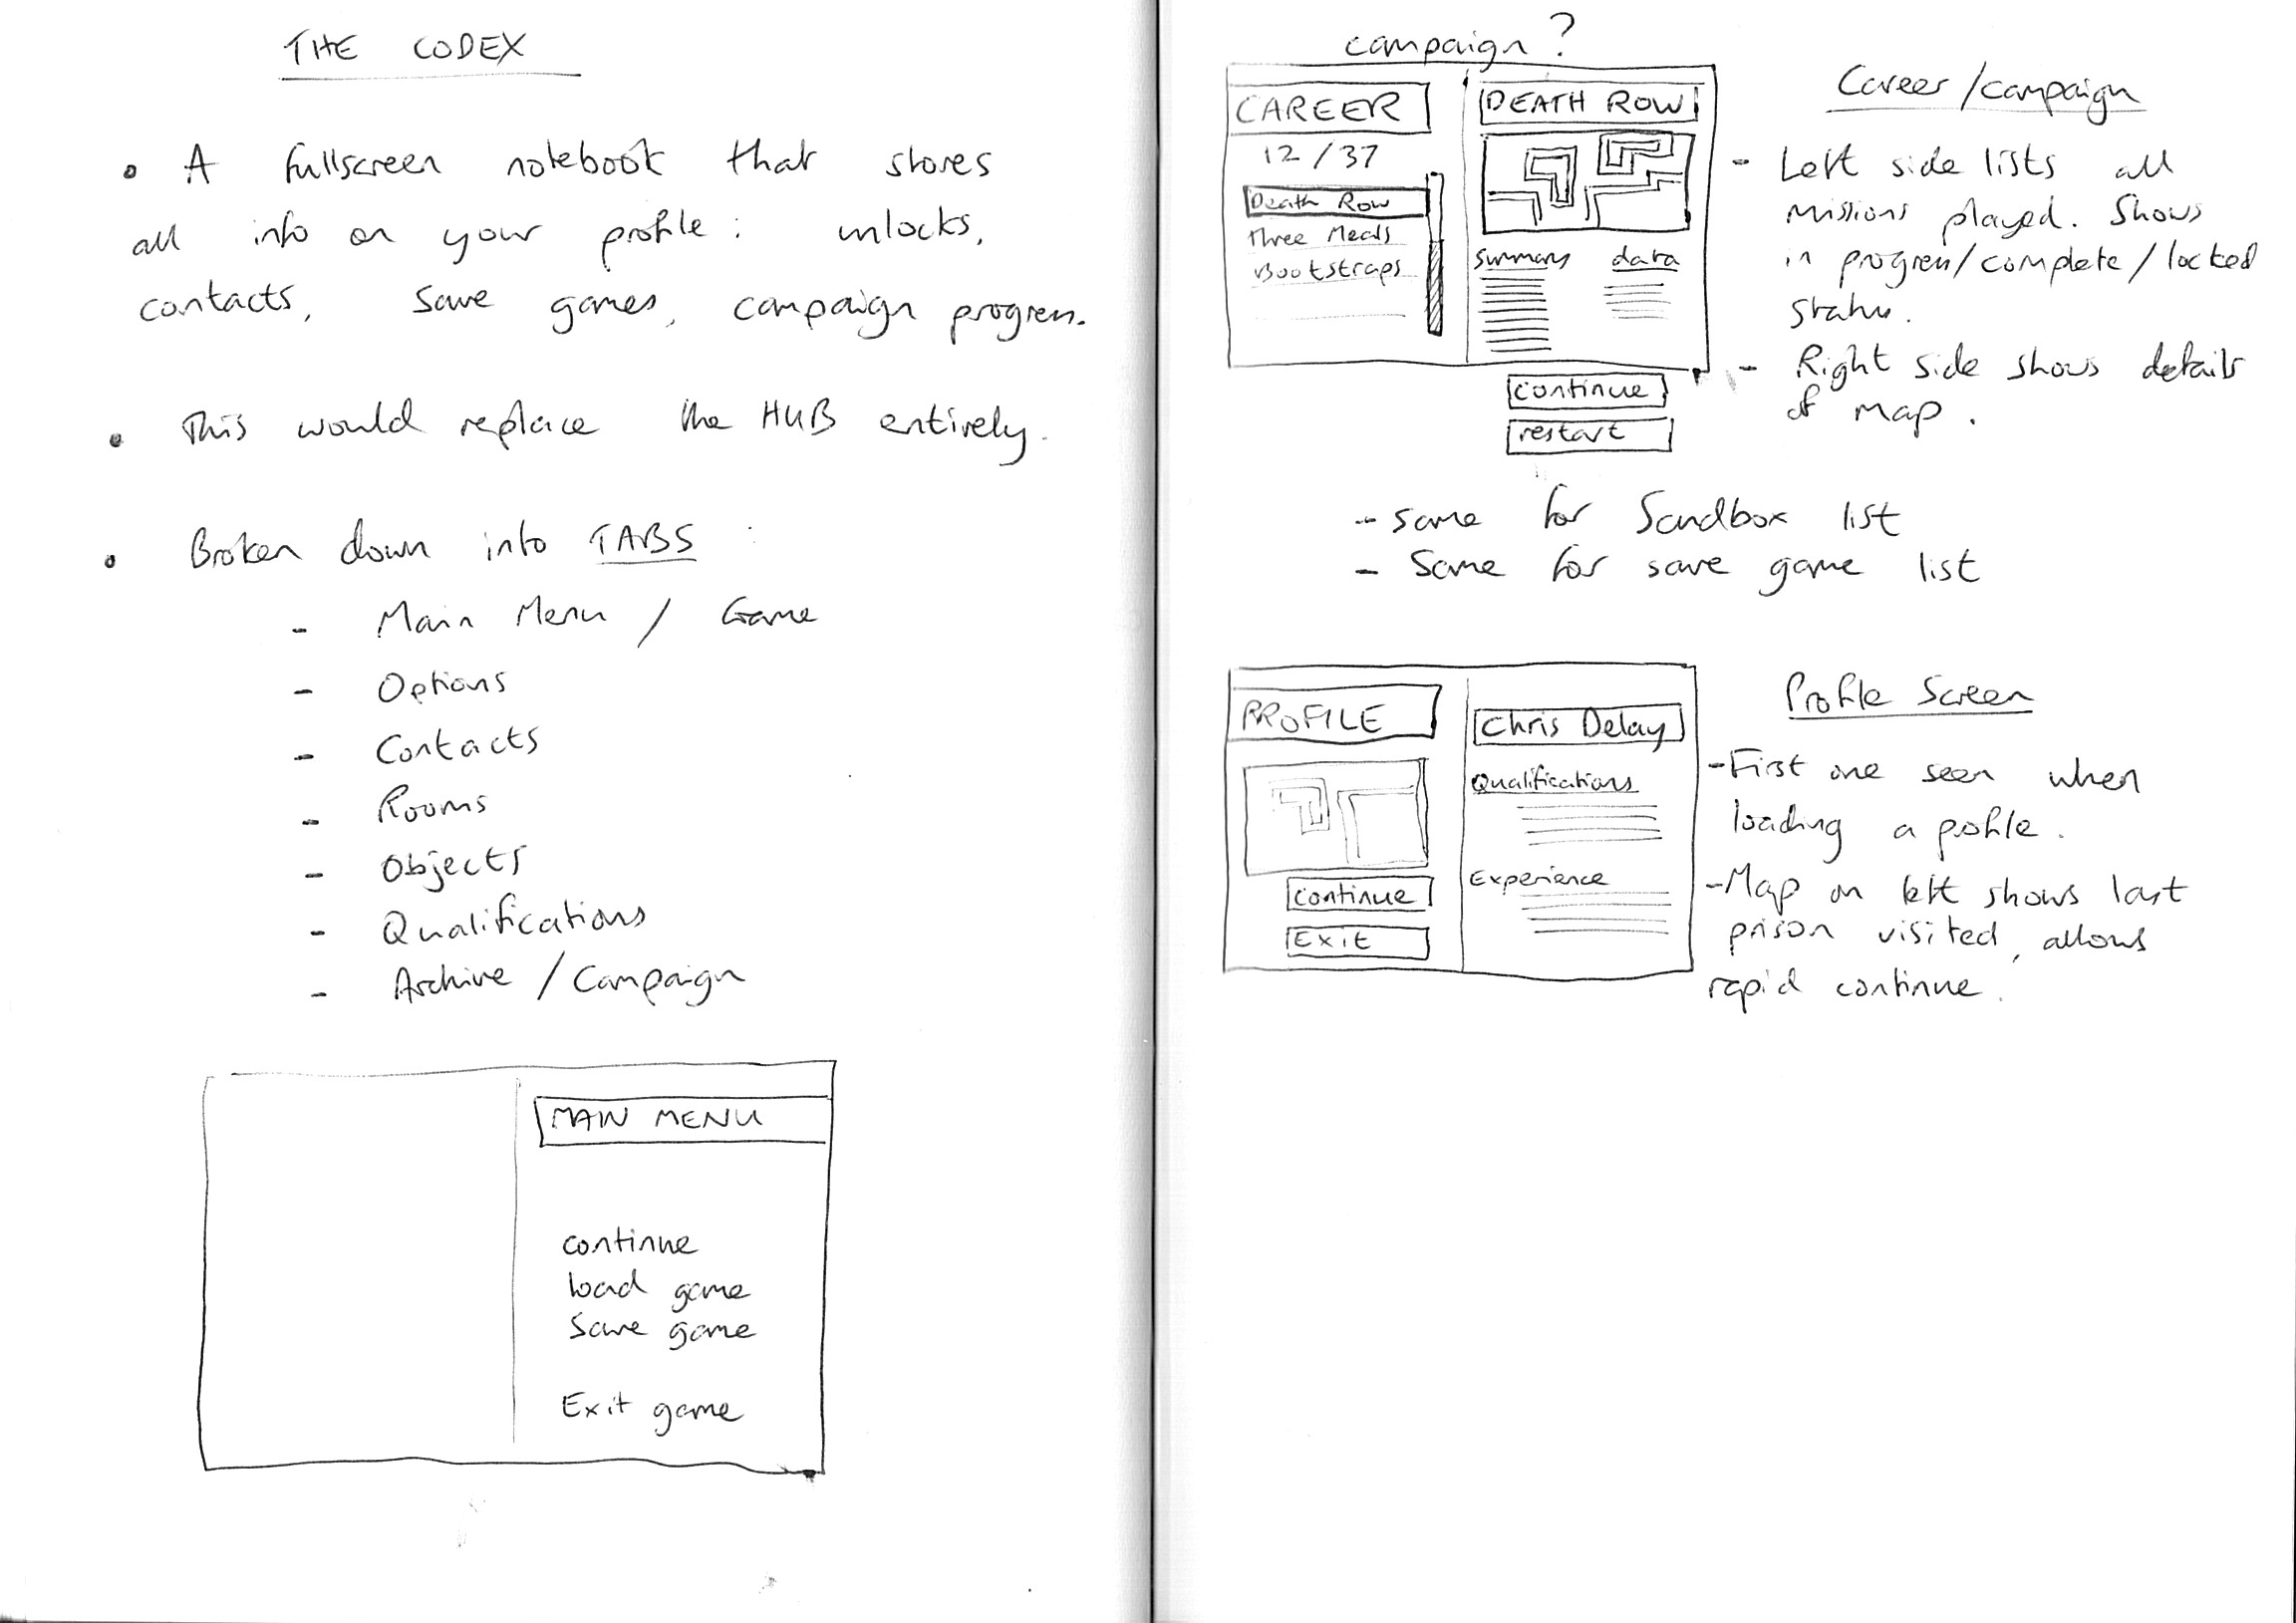 THE CODEX
• A fullscreen notebook that stores
all info on your profile: unlocks,
contacts, save games, campaign progress.
• This would replace the HUB entirely.
• Broken down into TABS:
- Main Menu / Game
- Options
- Contacts
- Rooms
- Objects
- Qualifications
- Archive / Campaign
MAIN MENU
continue
load game
Save game
Exit game
campaign?
CAREER
12/37
Death Row
Three Meals
Bootstraps
DEATH ROW
summary
data
continue
restart
Career/campaign
- Left side lists all
missions played. Shows
in progress/complete/locked
status.
- Right side shows details
of map.
- same for Sandbox list
- Same for save game list
PROFILE
continue
Exit
Chris Delay
Qualifications
Experience
Profile Screen
- First one seen when
loading a profile.
- Map on left shows last
prison visited, allows
rapid continue.